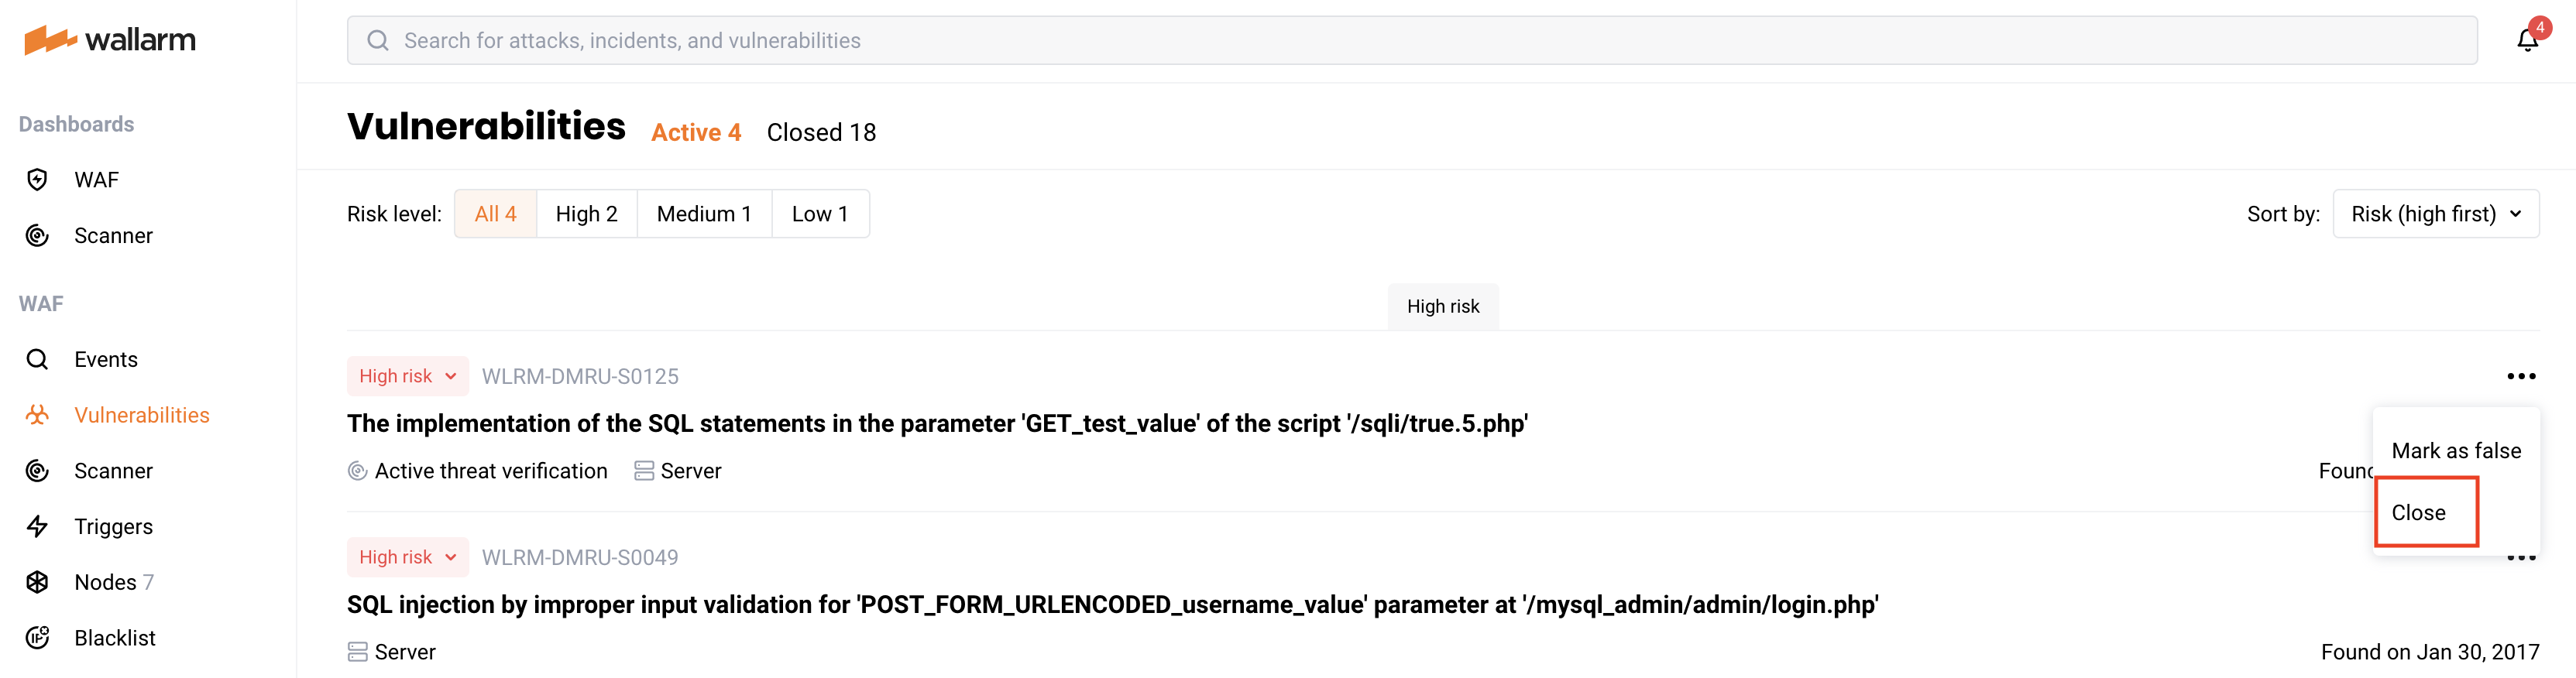 wallarm
Search for attacks, incidents, and vulnerabilities
4
Dashboards
WAF
Scanner
WAF
Events
Vulnerabilities
Scanner
Triggers
Nodes 7
Blacklist
Vulnerabilities Active 4 Closed 18
Risk level: All 4 High 2 Medium 1 Low 1 Sort by: Risk (high first)
High risk
High risk WLRM-DMRU-S0125
The implementation of the SQL statements in the parameter 'GET_test_value' of the script '/sqli/true.5.php'
Active threat verification Server
Mark as false
Close
High risk WLRM-DMRU-S0049
SQL injection by improper input validation for 'POST_FORM_URLENCODED_username_value' parameter at '/mysql_admin/admin/login.php'
Server Found on Jan 30, 2017